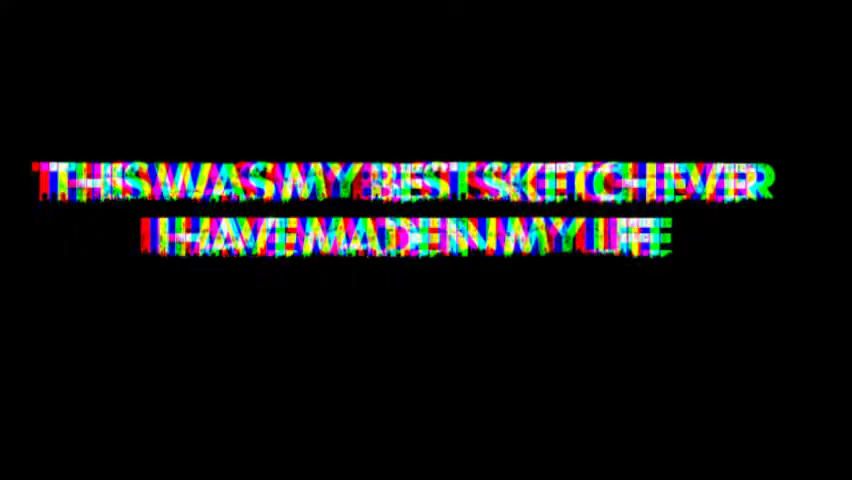 THIS WAS MY BEST SKETCH EVER
I HAVE MADE IN MY LIFE